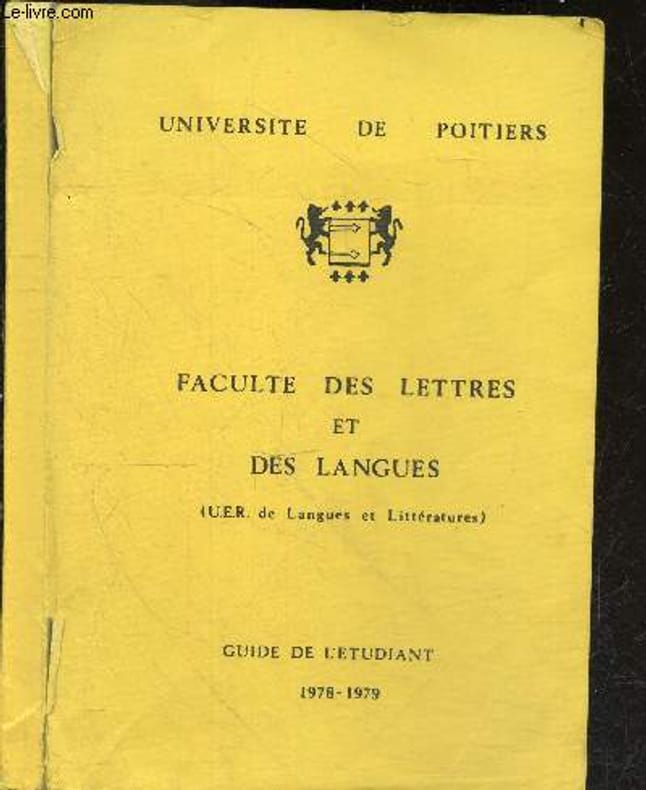 Le-livre.com
UNIVERSITE DE POITIERS
FACULTE DES LETTRES
ET
DES LANGUES
(U.E.R. de Langues et Littératures)
GUIDE DE L'ETUDIANT
1978-1979